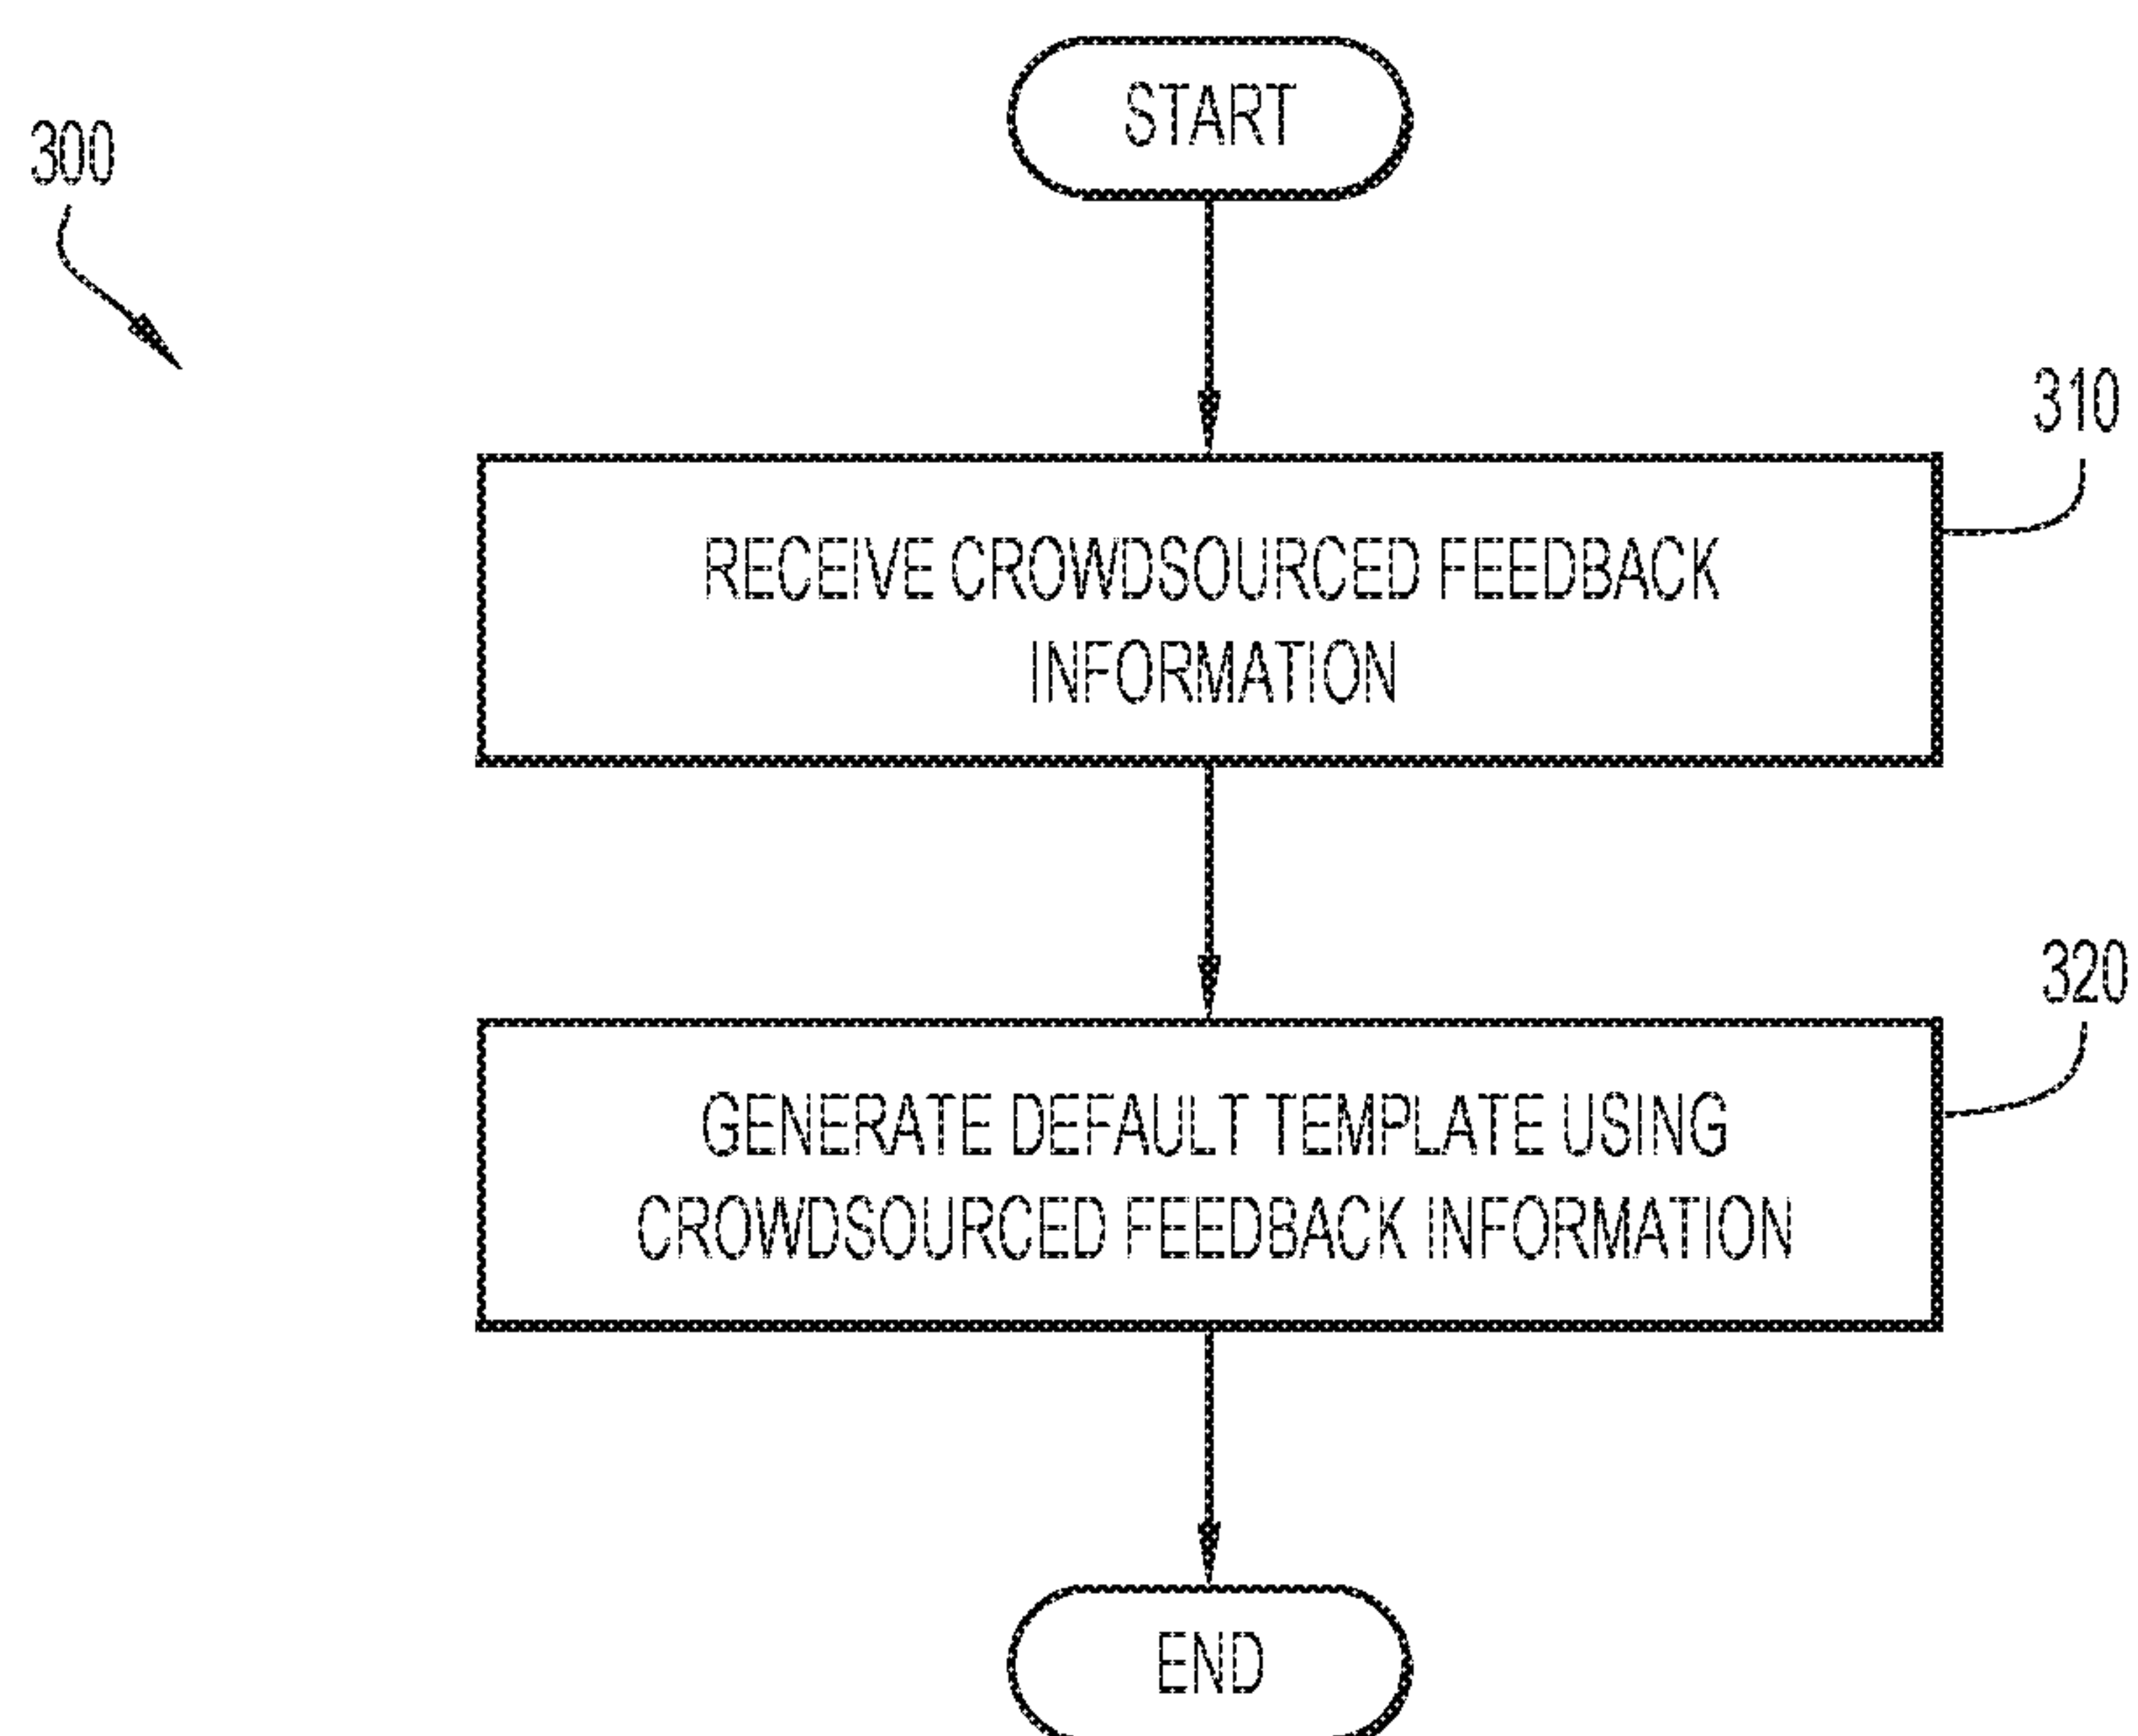 START
300
310
RECEIVE CROWDSOURCED FEEDBACK
INFORMATION
320
GENERATE DEFAULT TEMPLATE USING
CROWDSOURCED FEEDBACK INFORMATION
END